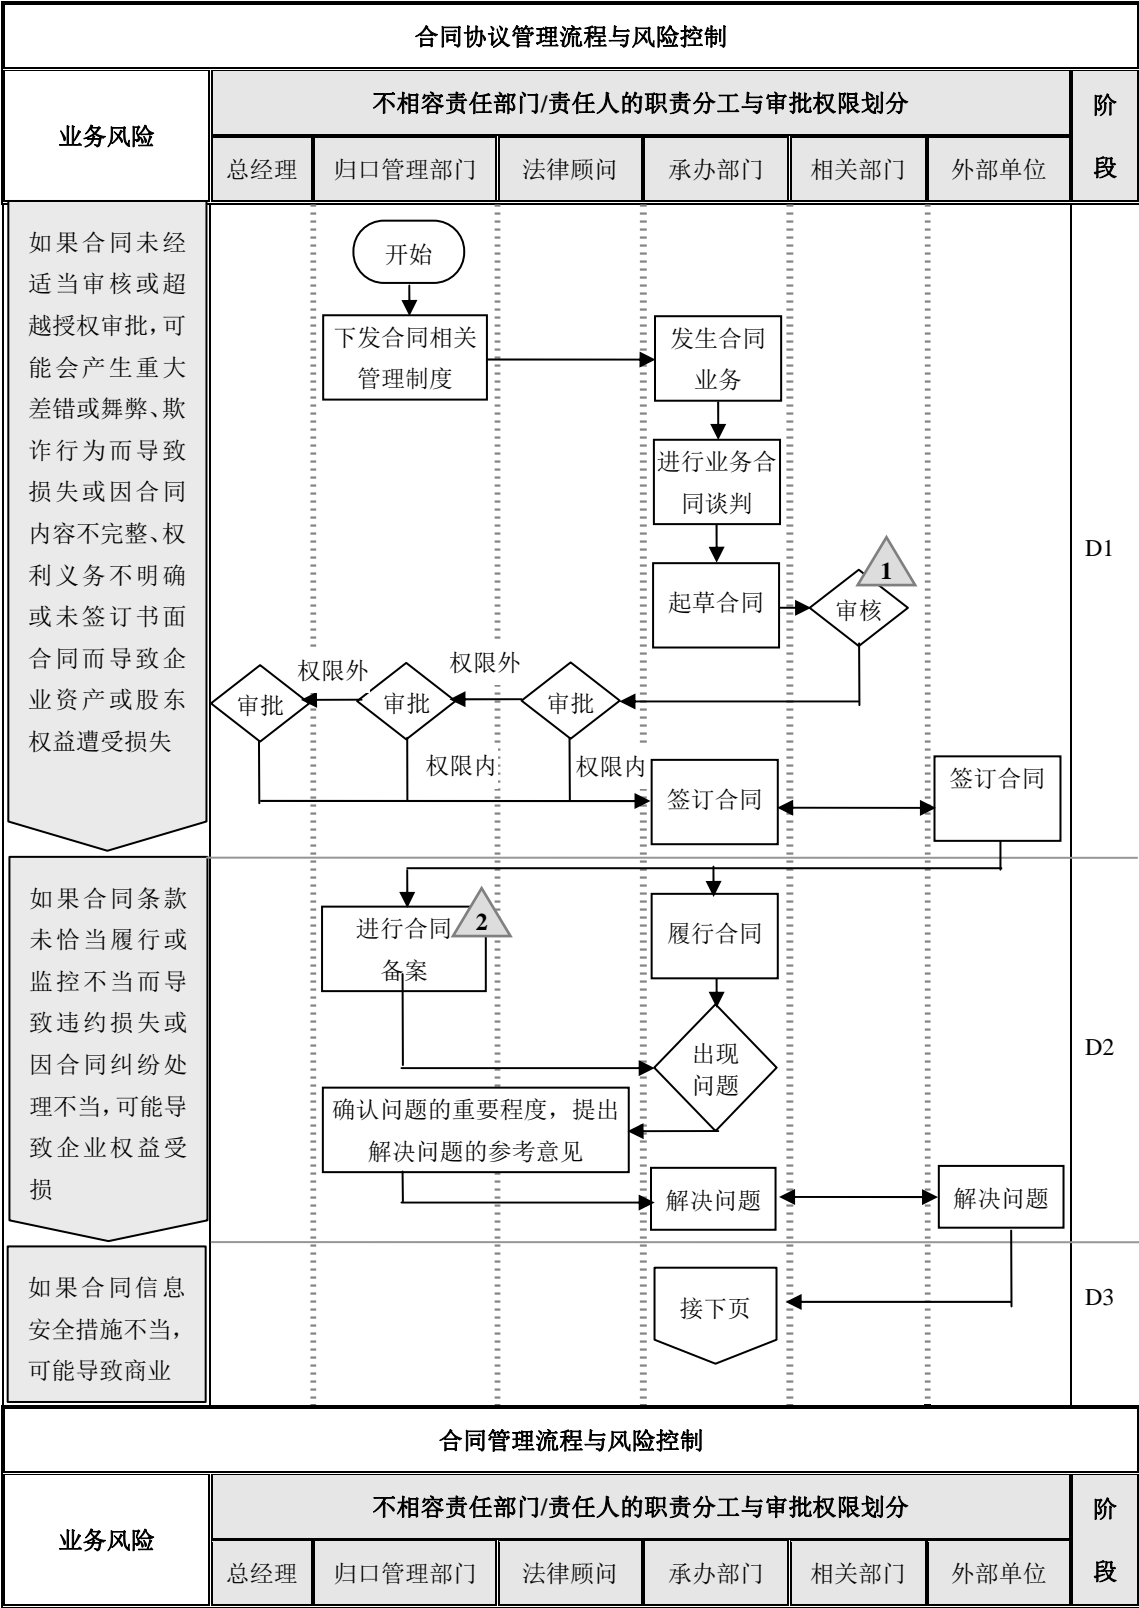 合同协议管理流程与风险控制
业务风险
不相容责任部门/责任人的职责分工与审批权限划分
阶
段
总经理
归口管理部门
法律顾问
承办部门
相关部门
外部单位
如果合同未经
适当审核或超
越授权审批,可
能会产生重大
差错或舞弊、欺
诈行为而导致
损失或因合同
内容不完整、权
利义务不明确
或未签订书面
合同而导致企
业资产或股东
权益遭受损失
开始
下发合同相关
管理制度
发生合同
业务
进行业务合
同谈判
起草合同
1
审核
D1
权限外
权限外
审批
审批
审批
权限内
权限内
签订合同
签订合同
如果合同条款
未恰当履行或
监控不当而导
致违约损失或
因合同纠纷处
理不当,可能导
致企业权益受
损
进行合同
备案
2
履行合同
出现
问题
D2
确认问题的重要程度，提出
解决问题的参考意见
解决问题
解决问题
如果合同信息
安全措施不当,
可能导致商业
接下页
D3
合同管理流程与风险控制
业务风险
不相容责任部门/责任人的职责分工与审批权限划分
阶
段
总经理
归口管理部门
法律顾问
承办部门
相关部门
外部单位